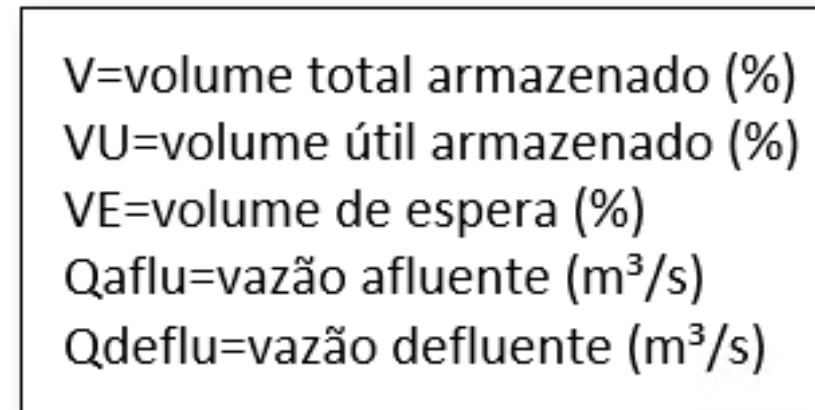 V=volume total armazenado (%)
VU=volume útil armazenado (%)
VE=volume de espera (%)
Qaflu=vazão afluente (m³/s)
Qdeflu=vazão defluente (m³/s)